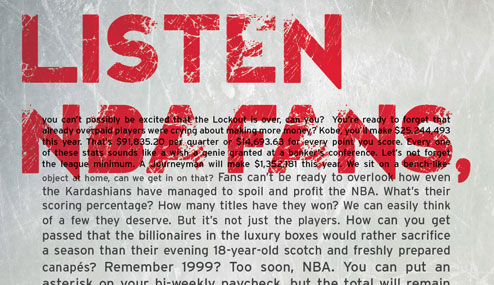 LISTEN
NBA FANS,
you can't possibly be excited that the Lockout is over, can you? You're ready to forget that
already overpaid players were crying about making more money? Kobe, you'll make $25,244,493
this year. That's $91,835.20 per quarter or $14,693.63 for every point you score. Every one
of these stats sounds like a wish a genie granted at a banker's conference. Let's not forget
the league minimum. A Journeyman will make $1,352,181 this year. We sit on a bench-like
object at home, can we get in on that? Fans can't be ready to overlook how even
the Kardashians have managed to spoil and profit the NBA. What's their
scoring percentage? How many titles have they won? We can easily think
of a few they deserve. But it's not just the players. How can you get
passed that the billionaires in the luxury boxes would rather sacrifice
a season than their evening 18-year-old scotch and freshly prepared
canapés? Remember 1999? Too soon, NBA. You can put an
asterisk on your bi-weekly paycheck, but the total will remain